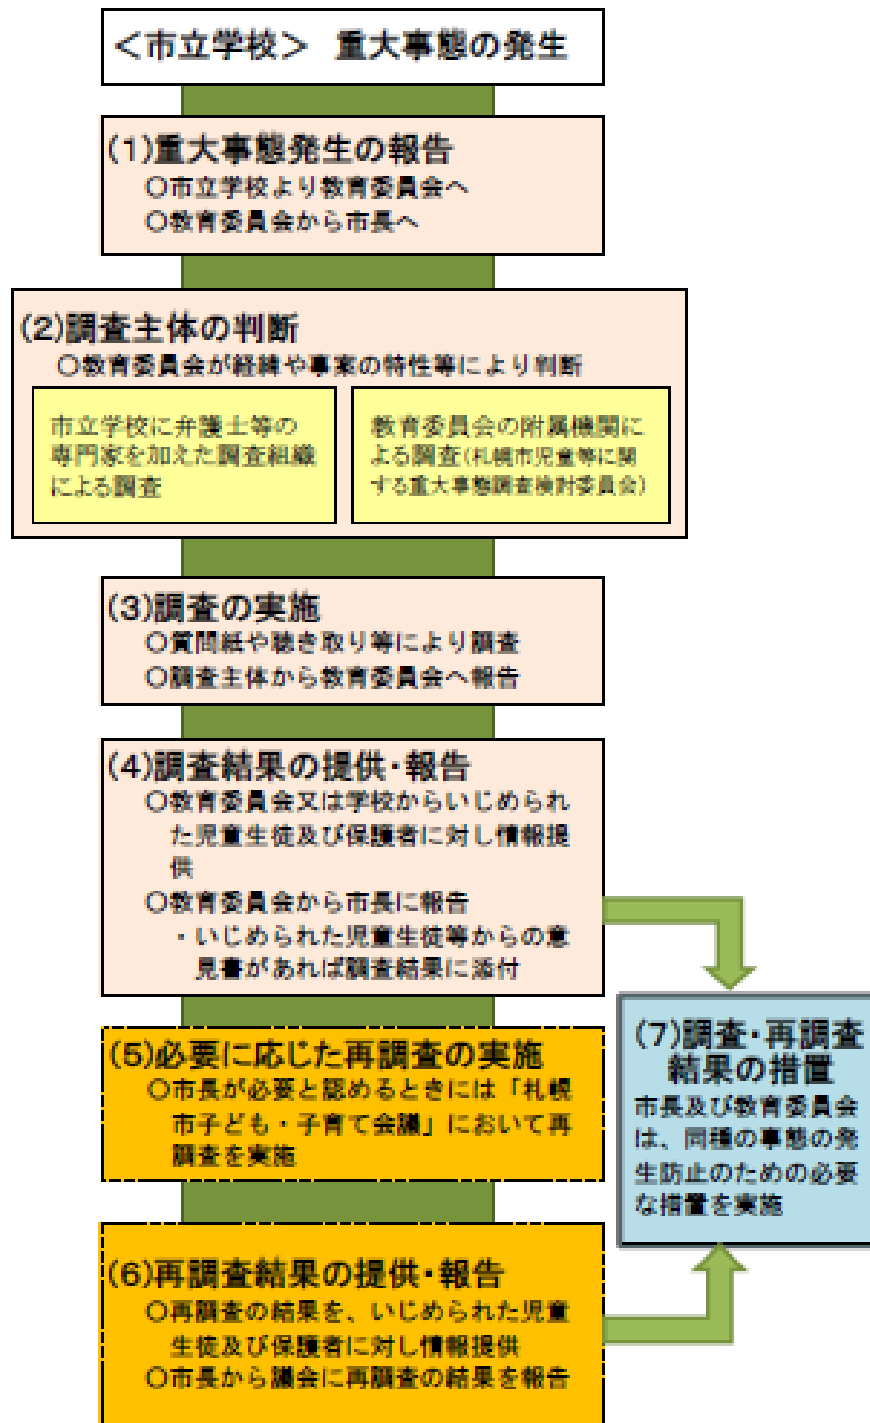 ＜市立学校＞　重大事態の発生
(1)重大事態発生の報告
○市立学校より教育委員会へ
○教育委員会から市長へ
(2)調査主体の判断
○教育委員会が経緯や事案の特性等により判断
市立学校に弁護士等の
専門家を加えた調査組織
による調査
教育委員会の附属機関に
よる調査(札幌市児童等に関
する重大事態調査検討委員会)
(3)調査の実施
○質問紙や聴き取り等により調査
○調査主体から教育委員会へ報告
(4)調査結果の提供・報告
○教育委員会又は学校からいじめられ
た児童生徒及び保護者に対し情報提
供
○教育委員会から市長に報告
・いじめられた児童生徒等からの意
見書があれば調査結果に添付
(5)必要に応じた再調査の実施
○市長が必要と認めるときには「札幌
市子ども・子育て会議」において再
調査を実施
(6)再調査結果の提供・報告
○再調査の結果を、いじめられた児童
生徒及び保護者に対し情報提供
○市長から議会に再調査の結果を報告
(7)調査・再調査
結果の措置
市長及び教育委員会
は、同種の事態の発
生防止のための必要
な措置を実施